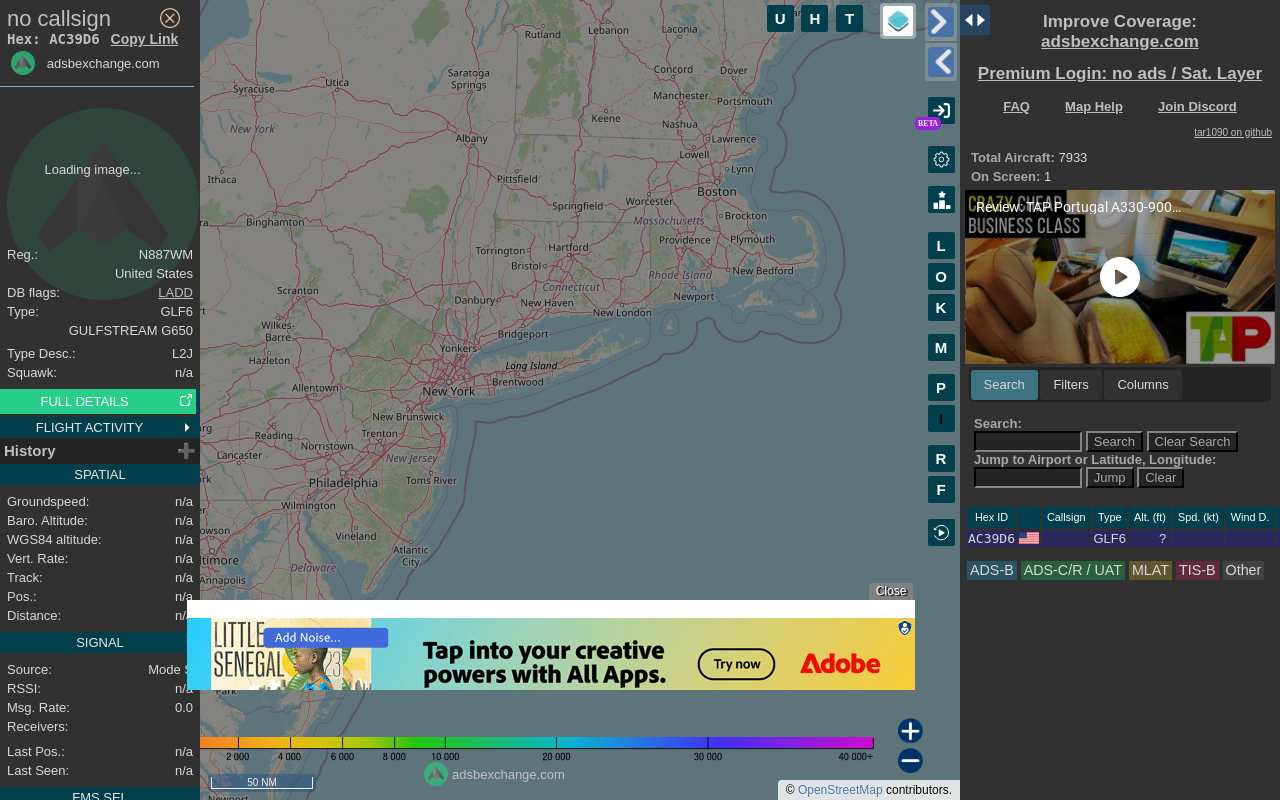 no callsign
Hex: AC39D6 Copy Link
adsbexchange.com
Loading image...
Reg.: N887WM
United States
DB flags: LADD
Type: GLF6
GULFSTREAM G650
Type Desc.: L2J
Squawk: n/a
FULL DETAILS
FLIGHT ACTIVITY
History
SPATIAL
Groundspeed: n/a
Baro. Altitude: n/a
WGS84 altitude: n/a
Vert. Rate: n/a
Track: n/a
Pos.: n/a
Distance: n/a
SIGNAL
Source: Mode S
RSSI: n/a
Msg. Rate: 0.0
Receivers:
Last Pos.: n/a
Last Seen: n/a
FMS SEL
Rutland
Lebanon
Laconia
Concord
Dover
Saratoga
Springs
Utica
Syracuse
Manchester
Portsmouth
Keene
Nashua
New York
Albany
Lawrence
Lowell
Lynn
Ithaca
Pittsfield
Boston
Worcester
Springfield
Massachusetts
Brockton
Binghamton
Torrington
Hartford
Providence
Plymouth
Bristol
Rhode Island
New Bedford
Connecticut
Scranton
Danbury
New Haven
Newport
New London
Wilkes-
Barre
Bridgeport
Yonkers
Hazleton
Long Island
Brentwood
Allentown
New York
New Brunswick
Reading
Trenton
Norristown
Lancaster
New Jersey
Philadelphia
Toms River
Wilmington
Vineland
Atlantic
City
Annapolis
Delaware
U H T
BETA
L
O
K
M
P
I
R
F
Close
LITTLE
SENEGAL
Add Noise...
23
Tap into your creative
powers with All Apps.
Try now
Adobe
2 000 4 000 6 000 8 000 10 000 20 000 30 000 40 000+
50 NM
adsbexchange.com
© OpenStreetMap contributors.
Improve Coverage:
adsbexchange.com
Premium Login: no ads / Sat. Layer
FAQ Map Help Join Discord
tar1090 on github
Total Aircraft: 7933
On Screen: 1
CRAZY CHEAP
BUSINESS CLASS
Review: TAP Portugal A330-900...
TAP
Search Filters Columns
Search:
Search Clear Search
Jump to Airport or Latitude, Longitude:
Jump Clear
Hex ID Callsign Type Alt. (ft) Spd. (kt) Wind D.
AC39D6 GLF6 ?
ADS-B ADS-C/R / UAT MLAT TIS-B Other